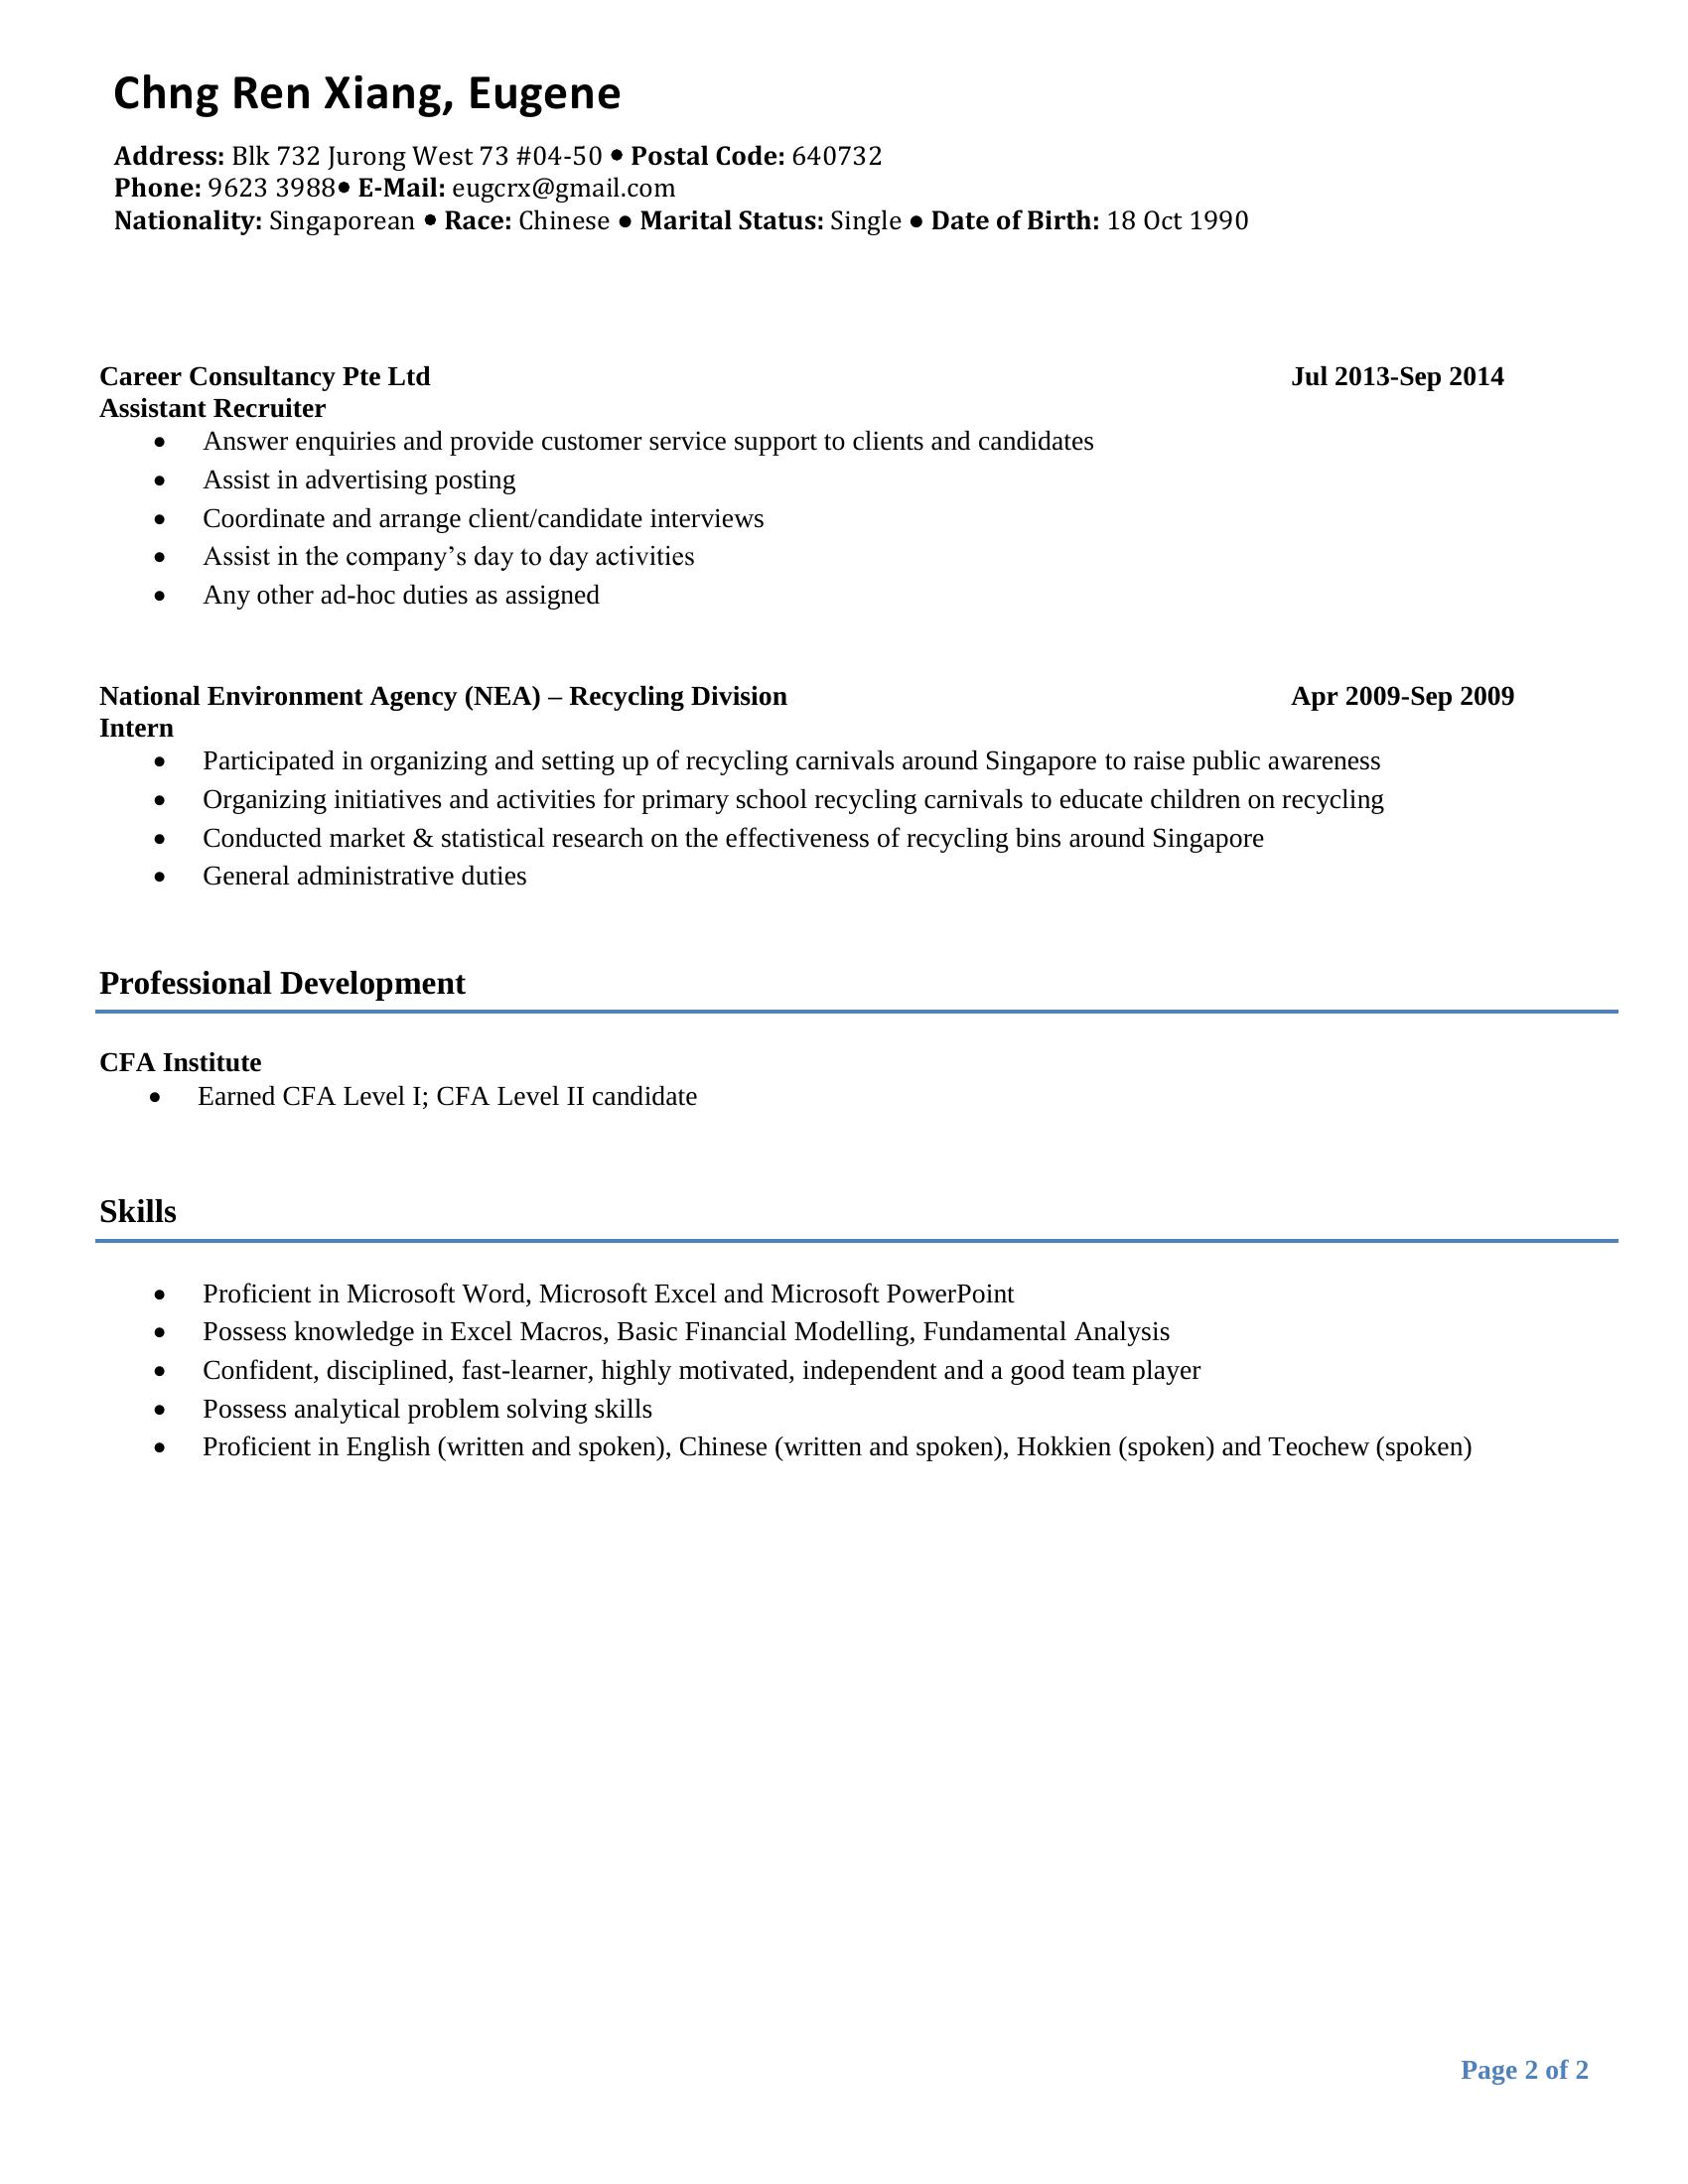 Chng Ren Xiang, Eugene
Address: Blk 732 Jurong West 73 #04-50 • Postal Code: 640732
Phone: 9623 3988• E-Mail: eugcrx@gmail.com
Nationality: Singaporean • Race: Chinese ● Marital Status: Single ● Date of Birth: 18 Oct 1990
Career Consultancy Pte Ltd Jul 2013-Sep 2014
Assistant Recruiter
• Answer enquiries and provide customer service support to clients and candidates
• Assist in advertising posting
• Coordinate and arrange client/candidate interviews
• Assist in the company’s day to day activities
• Any other ad-hoc duties as assigned
National Environment Agency (NEA) – Recycling Division Apr 2009-Sep 2009
Intern
• Participated in organizing and setting up of recycling carnivals around Singapore to raise public awareness
• Organizing initiatives and activities for primary school recycling carnivals to educate children on recycling
• Conducted market & statistical research on the effectiveness of recycling bins around Singapore
• General administrative duties
Professional Development
CFA Institute
• Earned CFA Level I; CFA Level II candidate
Skills
• Proficient in Microsoft Word, Microsoft Excel and Microsoft PowerPoint
• Possess knowledge in Excel Macros, Basic Financial Modelling, Fundamental Analysis
• Confident, disciplined, fast-learner, highly motivated, independent and a good team player
• Possess analytical problem solving skills
• Proficient in English (written and spoken), Chinese (written and spoken), Hokkien (spoken) and Teochew (spoken)
Page 2 of 2